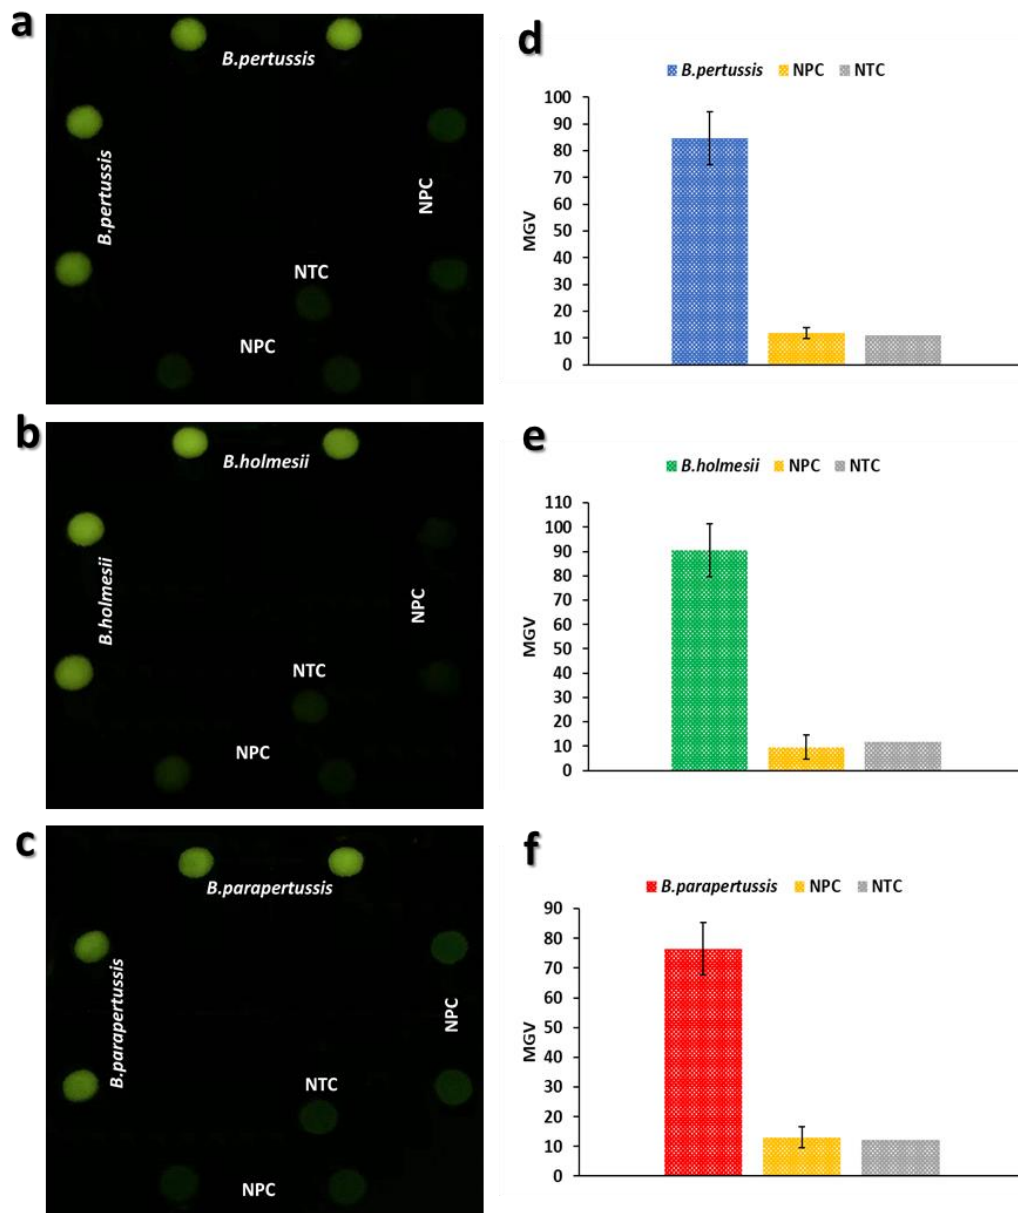 a
B.pertussis
B.pertussis
NPC
NTC
NPC
d
B.pertussis NPC NTC
MGV
100
90
80
70
60
50
40
30
20
10
0
b
B.holmesii
B.holmesii
NPC
NTC
NPC
e
B.holmesii NPC NTC
MGV
110
100
90
80
70
60
50
40
30
20
10
0
c
B.parapertussis
B.parapertussis
NPC
NTC
NPC
f
B.parapertussis NPC NTC
MGV
90
80
70
60
50
40
30
20
10
0